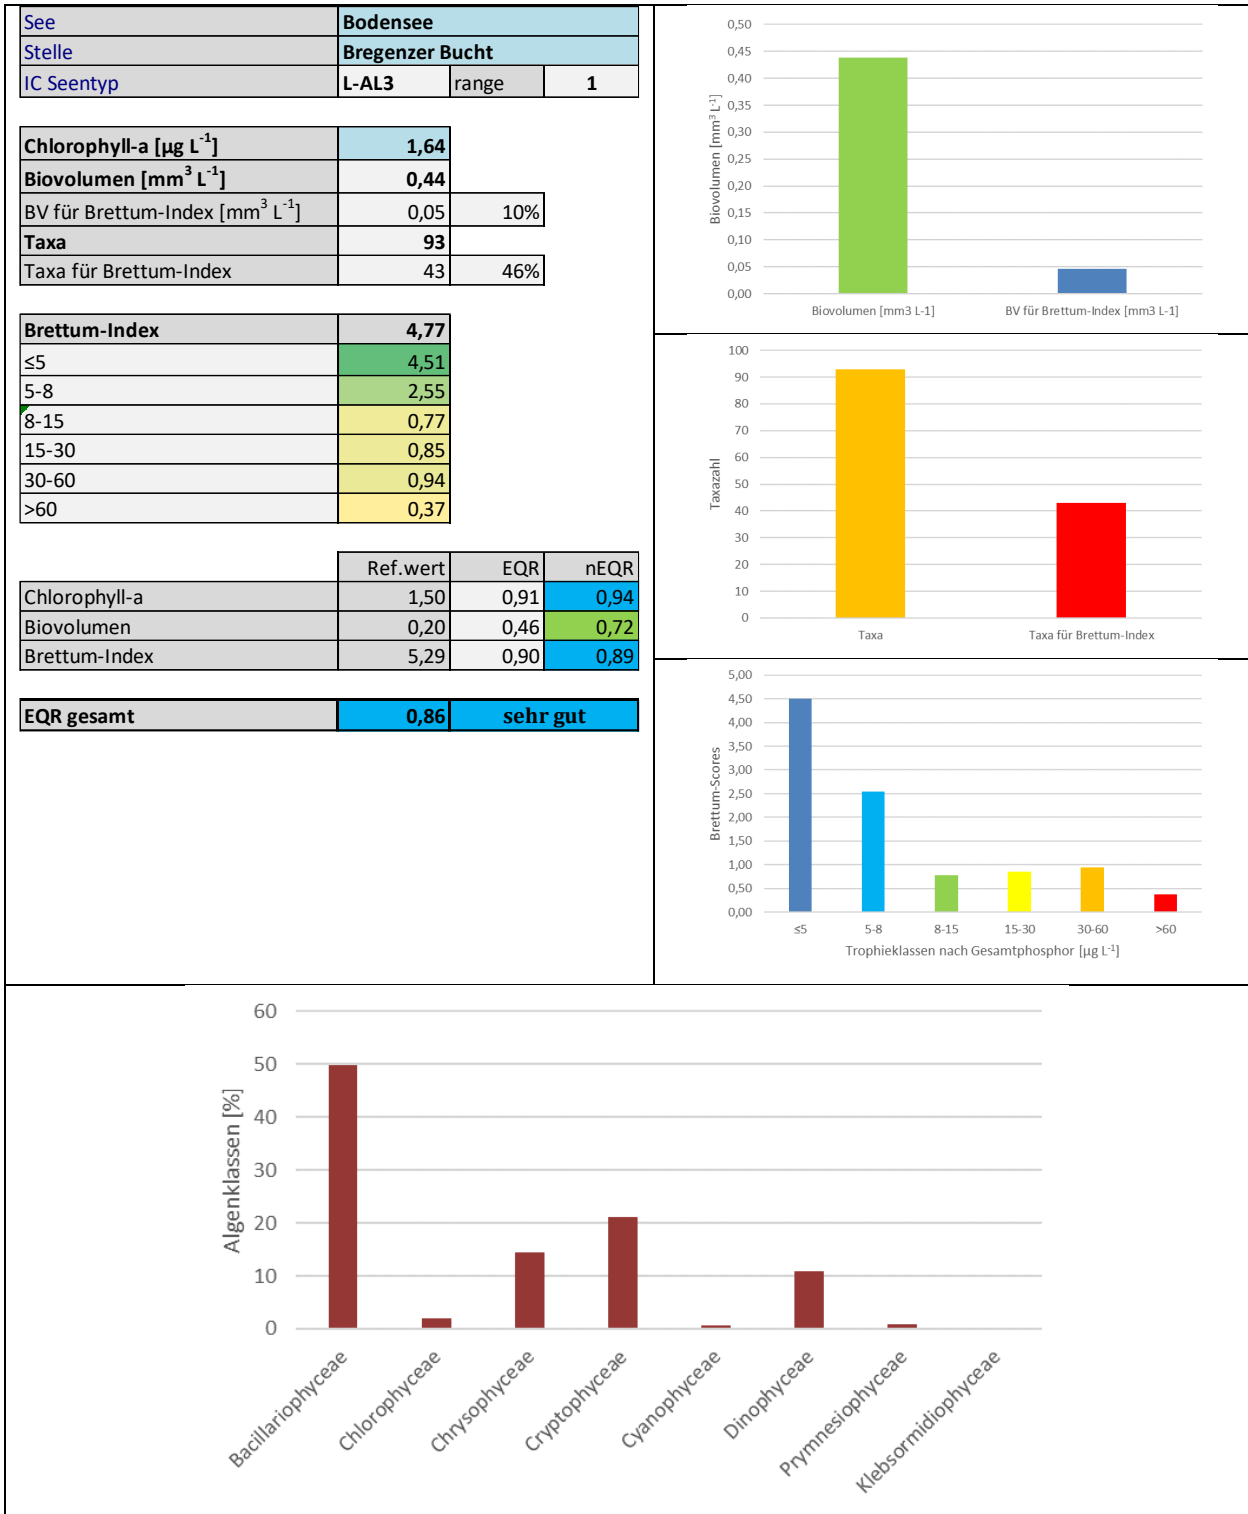 See Bodensee
Stelle Bregenzer Bucht
IC Seentyp L-AL3 range 1
Chlorophyll-a [µg L⁻¹] 1,64
Biovolumen [mm³ L⁻¹] 0,44
BV für Brettum-Index [mm³ L⁻¹] 0,05 10%
Taxa 93
Taxa für Brettum-Index 43 46%
Brettum-Index 4,77
≤5 4,51
5-8 2,55
8-15 0,77
15-30 0,85
30-60 0,94
>60 0,37
Ref.wert EQR nEQR
Chlorophyll-a 1,50 0,91 0,94
Biovolumen 0,20 0,46 0,72
Brettum-Index 5,29 0,90 0,89
EQR gesamt 0,86 sehr gut
Biovolumen [mm³ L⁻¹]
0,50
0,45
0,40
0,35
0,30
0,25
0,20
0,15
0,10
0,05
0,00
Biovolumen [mm3 L-1] BV für Brettum-Index [mm3 L-1]
Taxazahl
100
90
80
70
60
50
40
30
20
10
0
Taxa Taxa für Brettum-Index
Brettum-Scores
5,00
4,50
4,00
3,50
3,00
2,50
2,00
1,50
1,00
0,50
0,00
≤5 5-8 8-15 15-30 30-60 >60
Trophieklassen nach Gesamtphosphor [µg L⁻¹]
Algenklassen [%]
60
50
40
30
20
10
0
Bacillariophyceae
Chlorophyceae
Chrysophyceae
Cryptophyceae
Cyanophyceae
Dinophyceae
Prymnesiophyceae
Klebsormidiophyceae